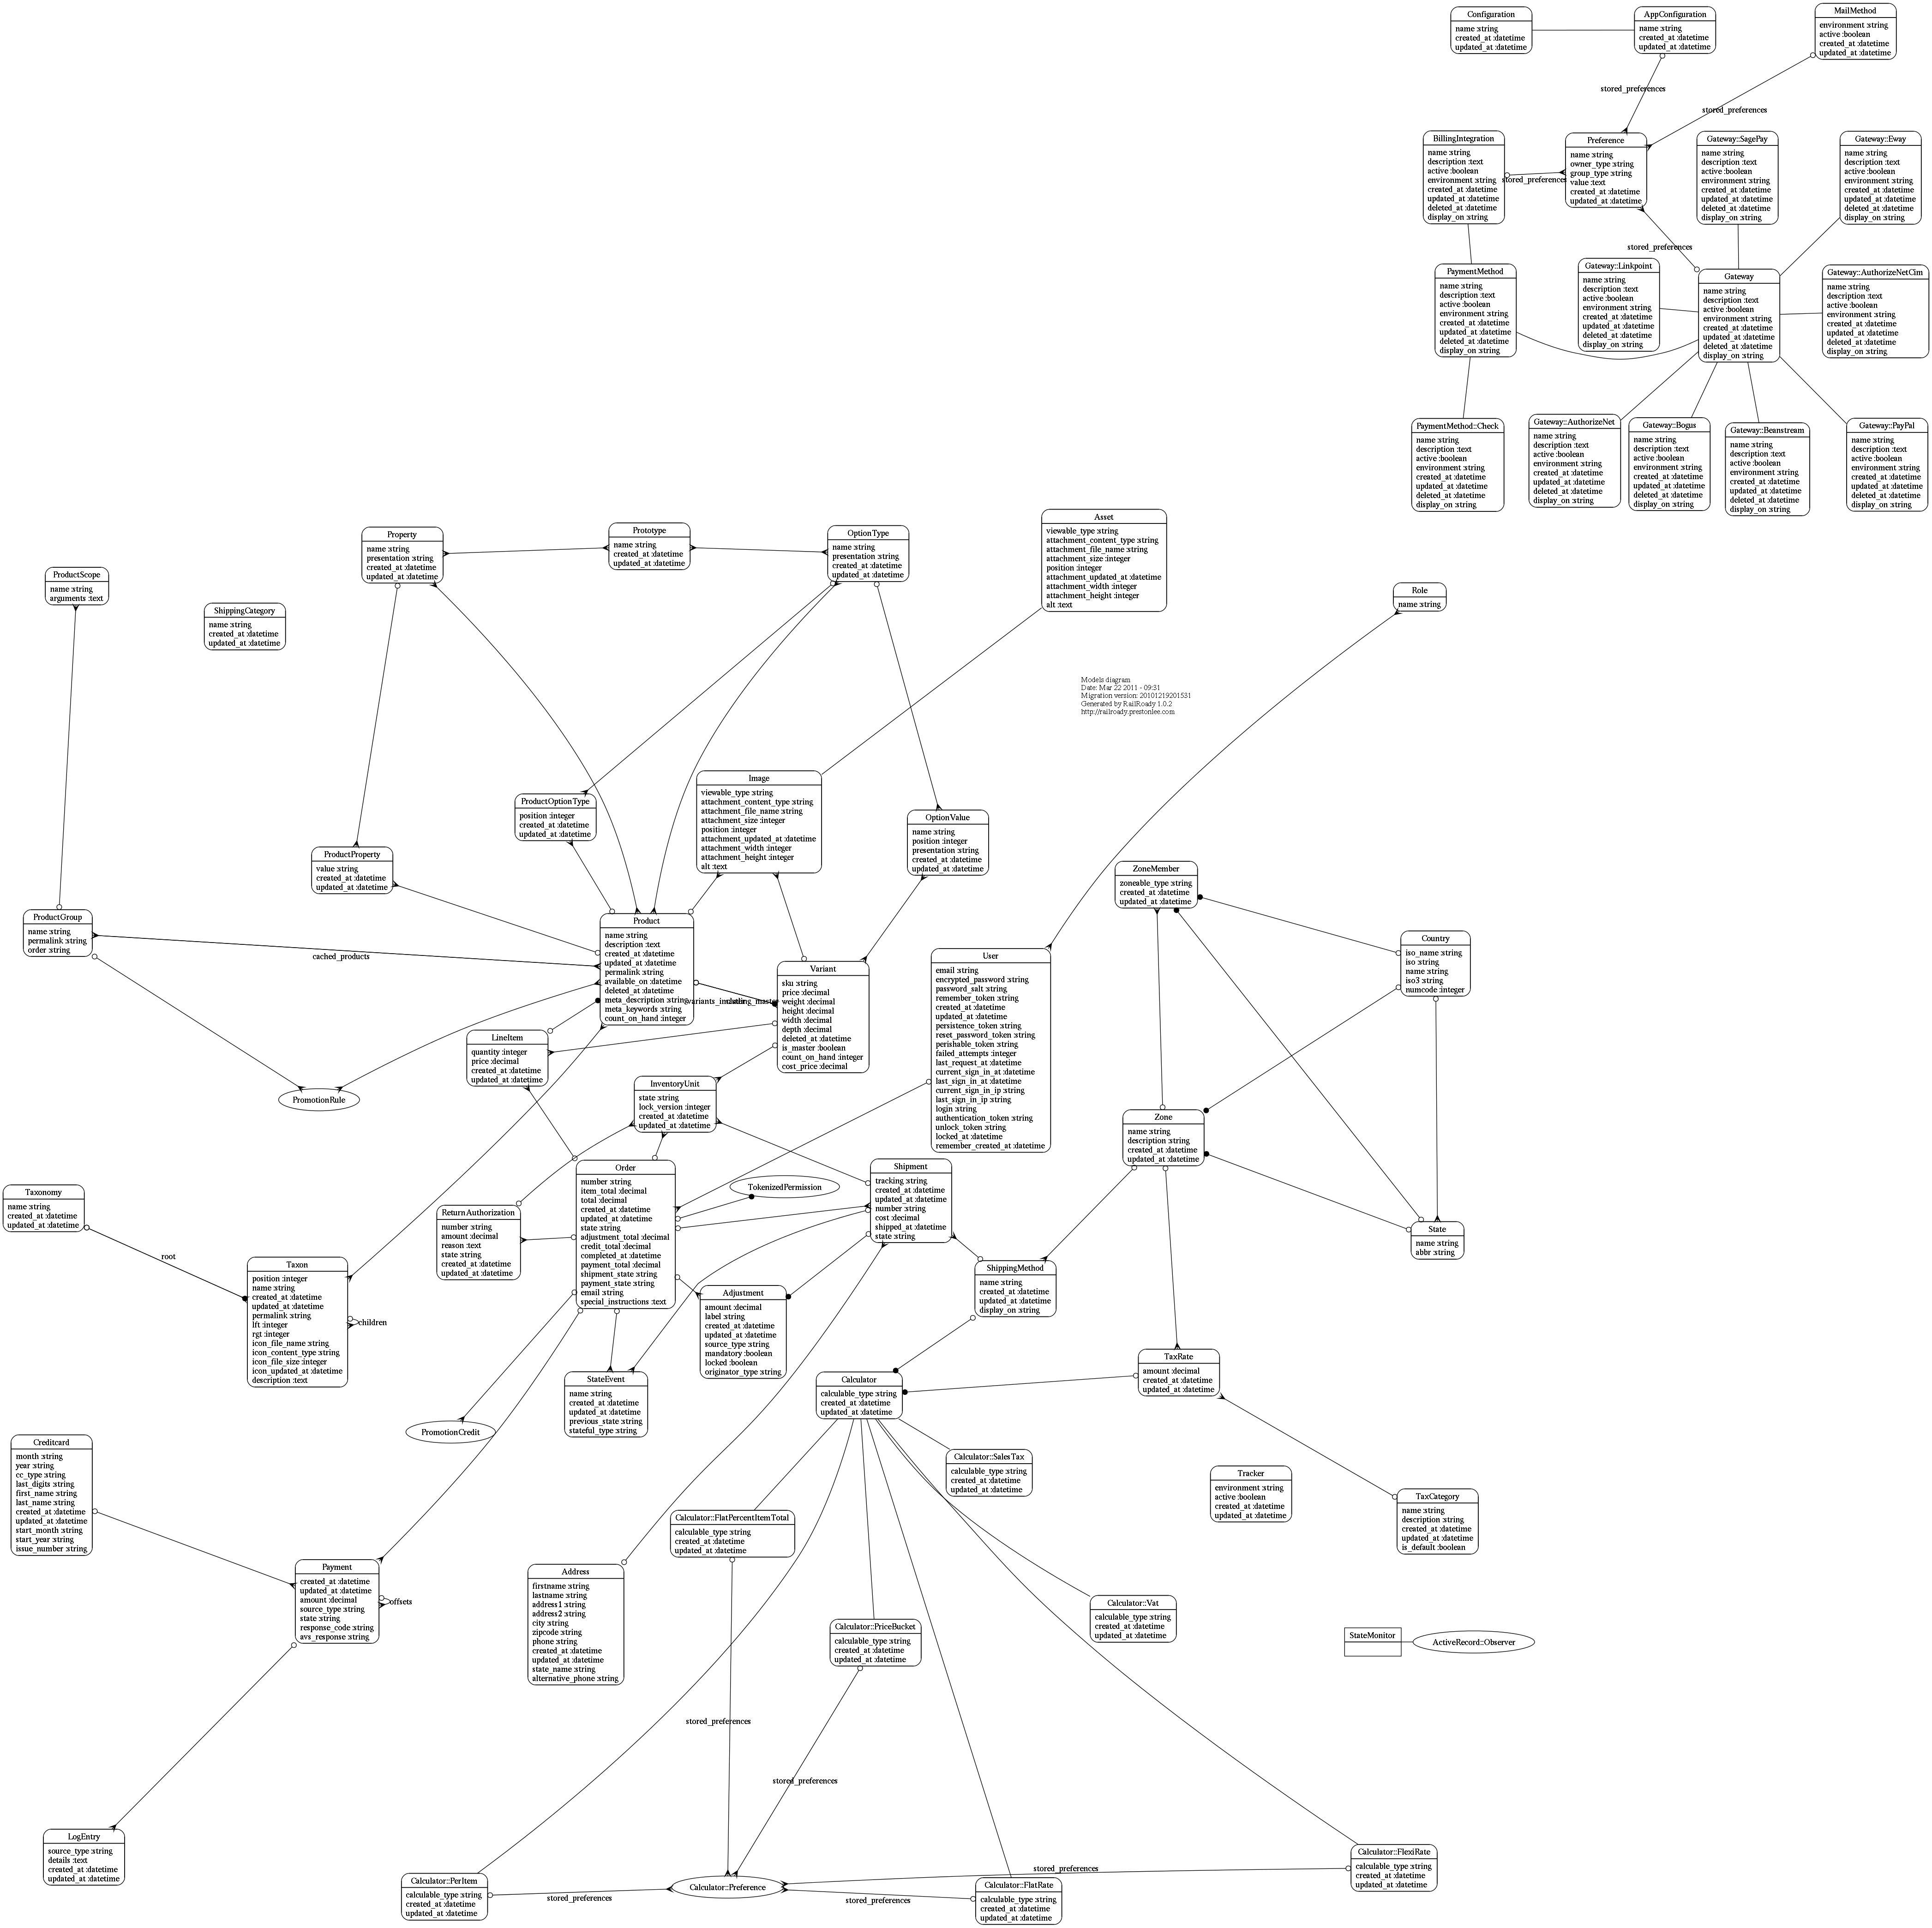 Configuration
name :string
created_at :datetime
updated_at :datetime
AppConfiguration
name :string
created_at :datetime
updated_at :datetime
MailMethod
environment :string
active :boolean
created_at :datetime
updated_at :datetime
stored_preferences
stored_preferences
BillingIntegration
name :string
description :text
active :boolean
environment :string
created_at :datetime
updated_at :datetime
deleted_at :datetime
display_on :string
stored_preferences
Preference
name :string
owner_type :string
group_type :string
value :text
created_at :datetime
updated_at :datetime
Gateway::SagePay
name :string
description :text
active :boolean
environment :string
created_at :datetime
updated_at :datetime
deleted_at :datetime
display_on :string
Gateway::Eway
name :string
description :text
active :boolean
environment :string
created_at :datetime
updated_at :datetime
deleted_at :datetime
display_on :string
stored_preferences
PaymentMethod
name :string
description :text
active :boolean
environment :string
created_at :datetime
updated_at :datetime
deleted_at :datetime
display_on :string
Gateway::Linkpoint
name :string
description :text
active :boolean
environment :string
created_at :datetime
updated_at :datetime
deleted_at :datetime
display_on :string
Gateway
name :string
description :text
active :boolean
environment :string
created_at :datetime
updated_at :datetime
deleted_at :datetime
display_on :string
Gateway::AuthorizeNetCim
name :string
description :text
active :boolean
environment :string
created_at :datetime
updated_at :datetime
deleted_at :datetime
display_on :string
PaymentMethod::Check
name :string
description :text
active :boolean
environment :string
created_at :datetime
updated_at :datetime
deleted_at :datetime
display_on :string
Gateway::AuthorizeNet
name :string
description :text
active :boolean
environment :string
created_at :datetime
updated_at :datetime
deleted_at :datetime
display_on :string
Gateway::Bogus
name :string
description :text
active :boolean
environment :string
created_at :datetime
updated_at :datetime
deleted_at :datetime
display_on :string
Gateway::Beanstream
name :string
description :text
active :boolean
environment :string
created_at :datetime
updated_at :datetime
deleted_at :datetime
display_on :string
Gateway::PayPal
name :string
description :text
active :boolean
environment :string
created_at :datetime
updated_at :datetime
deleted_at :datetime
display_on :string
Property
name :string
presentation :string
created_at :datetime
updated_at :datetime
Prototype
name :string
created_at :datetime
updated_at :datetime
OptionType
name :string
presentation :string
created_at :datetime
updated_at :datetime
Asset
viewable_type :string
attachment_content_type :string
attachment_file_name :string
attachment_size :integer
position :integer
attachment_updated_at :datetime
attachment_width :integer
attachment_height :integer
alt :text
ProductScope
name :string
arguments :text
ShippingCategory
name :string
created_at :datetime
updated_at :datetime
Role
name :string
Models diagram
Date: Mar 22 2011 - 09:31
Migration version: 20101219201531
Generated by RailRoady 1.0.2
http://railroady.prestonlee.com
ProductOptionType
position :integer
created_at :datetime
updated_at :datetime
Image
viewable_type :string
attachment_content_type :string
attachment_file_name :string
attachment_size :integer
position :integer
attachment_updated_at :datetime
attachment_width :integer
attachment_height :integer
alt :text
OptionValue
name :string
position :integer
presentation :string
created_at :datetime
updated_at :datetime
ProductProperty
value :string
created_at :datetime
updated_at :datetime
ZoneMember
zoneable_type :string
created_at :datetime
updated_at :datetime
ProductGroup
name :string
permalink :string
order :string
cached_products
Product
name :string
description :text
created_at :datetime
updated_at :datetime
permalink :string
available_on :datetime
deleted_at :datetime
meta_description :string
meta_keywords :string
count_on_hand :integer
Variant
sku :string
price :decimal
weight :decimal
height :decimal
width :decimal
depth :decimal
deleted_at :datetime
is_master :boolean
count_on_hand :integer
cost_price :decimal
User
email :string
encrypted_password :string
password_salt :string
remember_token :string
created_at :datetime
updated_at :datetime
persistence_token :string
reset_password_token :string
perishable_token :string
failed_attempts :integer
last_request_at :datetime
current_sign_in_at :datetime
last_sign_in_at :datetime
current_sign_in_ip :string
last_sign_in_ip :string
login :string
authentication_token :string
unlock_token :string
locked_at :datetime
remember_created_at :datetime
Country
iso_name :string
iso :string
name :string
iso3 :string
numcode :integer
LineItem
quantity :integer
price :decimal
created_at :datetime
updated_at :datetime
PromotionRule
InventoryUnit
state :string
lock_version :integer
created_at :datetime
updated_at :datetime
Zone
name :string
description :string
created_at :datetime
updated_at :datetime
Taxonomy
name :string
created_at :datetime
updated_at :datetime
root
ReturnAuthorization
number :string
amount :decimal
reason :text
state :string
created_at :datetime
updated_at :datetime
Order
number :string
item_total :decimal
total :decimal
created_at :datetime
updated_at :datetime
state :string
adjustment_total :decimal
credit_total :decimal
completed_at :datetime
payment_total :decimal
shipment_state :string
payment_state :string
email :string
special_instructions :text
TokenizedPermission
Shipment
tracking :string
created_at :datetime
updated_at :datetime
number :string
cost :decimal
shipped_at :datetime
state :string
State
name :string
abbr :string
Taxon
position :integer
name :string
created_at :datetime
updated_at :datetime
permalink :string
lft :integer
rgt :integer
icon_file_name :string
icon_content_type :string
icon_file_size :integer
icon_updated_at :datetime
description :text
children
Adjustment
amount :decimal
label :string
created_at :datetime
updated_at :datetime
source_type :string
mandatory :boolean
locked :boolean
originator_type :string
ShippingMethod
name :string
created_at :datetime
updated_at :datetime
display_on :string
StateEvent
name :string
created_at :datetime
updated_at :datetime
previous_state :string
stateful_type :string
Calculator
calculable_type :string
created_at :datetime
updated_at :datetime
TaxRate
amount :decimal
created_at :datetime
updated_at :datetime
PromotionCredit
Creditcard
month :string
year :string
cc_type :string
last_digits :string
first_name :string
last_name :string
created_at :datetime
updated_at :datetime
start_month :string
start_year :string
issue_number :string
Calculator::SalesTax
calculable_type :string
created_at :datetime
updated_at :datetime
Tracker
environment :string
active :boolean
created_at :datetime
updated_at :datetime
TaxCategory
name :string
description :string
created_at :datetime
updated_at :datetime
is_default :boolean
Calculator::FlatPercentItemTotal
calculable_type :string
created_at :datetime
updated_at :datetime
Payment
created_at :datetime
updated_at :datetime
amount :decimal
source_type :string
state :string
response_code :string
avs_response :string
offsets
Address
firstname :string
lastname :string
address1 :string
address2 :string
city :string
zipcode :string
phone :string
created_at :datetime
updated_at :datetime
state_name :string
alternative_phone :string
Calculator::PriceBucket
calculable_type :string
created_at :datetime
updated_at :datetime
Calculator::Vat
calculable_type :string
created_at :datetime
updated_at :datetime
StateMonitor
ActiveRecord::Observer
stored_preferences
stored_preferences
LogEntry
source_type :string
details :text
created_at :datetime
updated_at :datetime
Calculator::PerItem
calculable_type :string
created_at :datetime
updated_at :datetime
stored_preferences
Calculator::Preference
stored_preferences
stored_preferences
Calculator::FlatRate
calculable_type :string
created_at :datetime
updated_at :datetime
Calculator::FlexiRate
calculable_type :string
created_at :datetime
updated_at :datetime